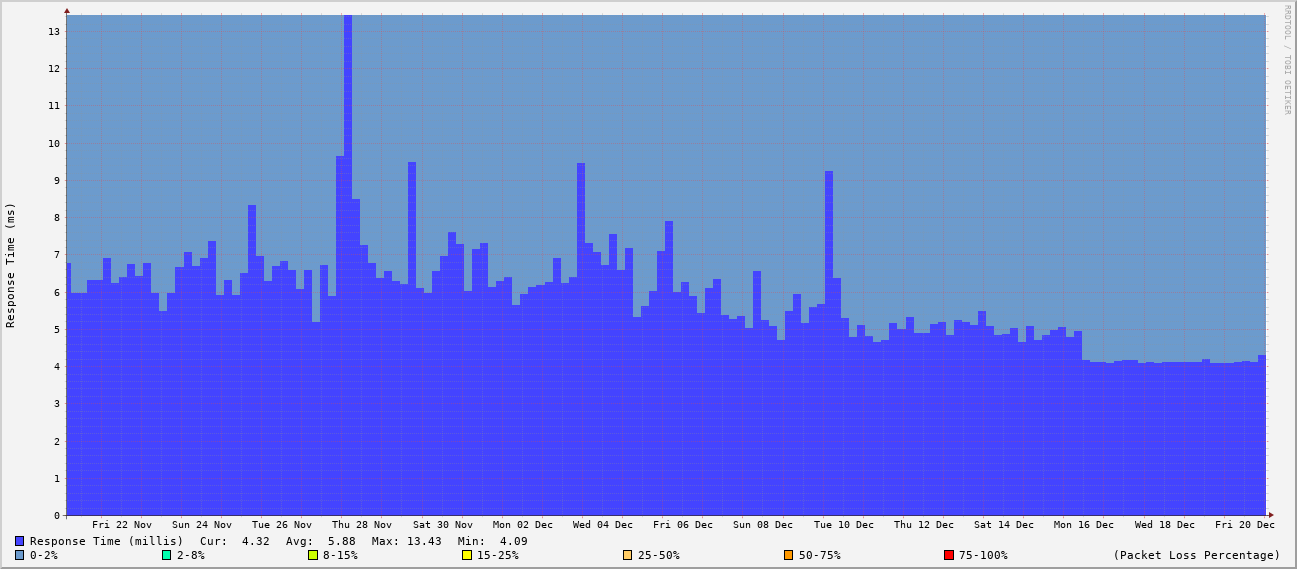 RRDTOOL / TOBI OETIKER
Response Time (ms)
13
12
11
10
9
8
7
6
5
4
3
2
1
0
Fri 22 Nov Sun 24 Nov Tue 26 Nov Thu 28 Nov Sat 30 Nov Mon 02 Dec Wed 04 Dec Fri 06 Dec Sun 08 Dec Tue 10 Dec Thu 12 Dec Sat 14 Dec Mon 16 Dec Wed 18 Dec Fri 20 Dec
Response Time (millis) Cur: 4.32 Avg: 5.88 Max: 13.43 Min: 4.09
0-2% 2-8% 8-15% 15-25% 25-50% 50-75% 75-100% (Packet Loss Percentage)